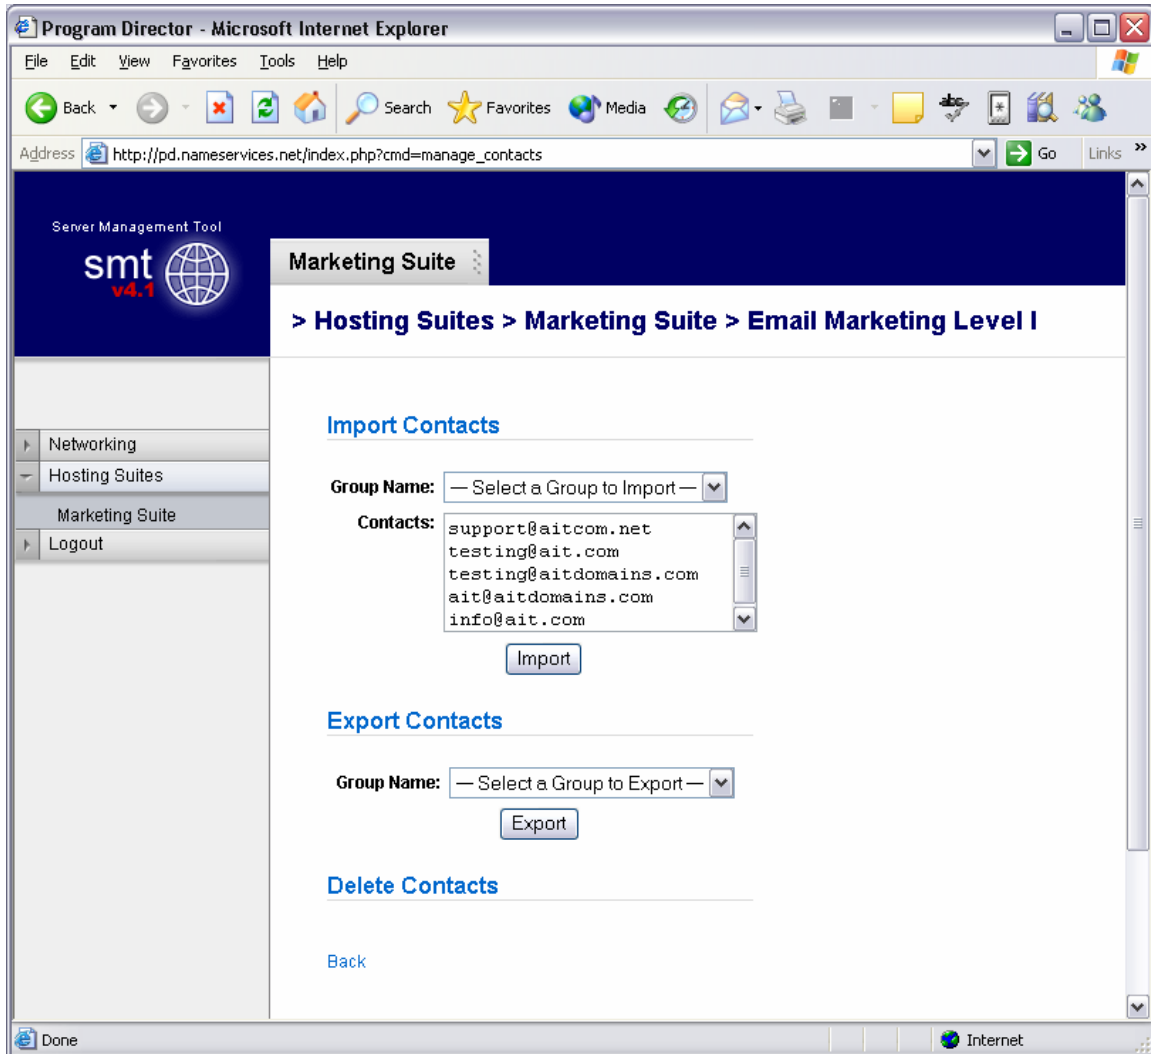 Program Director - Microsoft Internet Explorer
File Edit View Favorites Tools Help
Back Search Favorites Media
Address http://pd.nameservices.net/index.php?cmd=manage_contacts Go Links »
Server Management Tool
smt
v4.1
Marketing Suite
> Hosting Suites > Marketing Suite > Email Marketing Level I
Networking
Hosting Suites
Marketing Suite
Logout
Import Contacts
Group Name: — Select a Group to Import —
Contacts: support@aitcom.net
testing@ait.com
testing@aitdomains.com
ait@aitdomains.com
info@ait.com
Import
Export Contacts
Group Name: — Select a Group to Export —
Export
Delete Contacts
Back
Done Internet